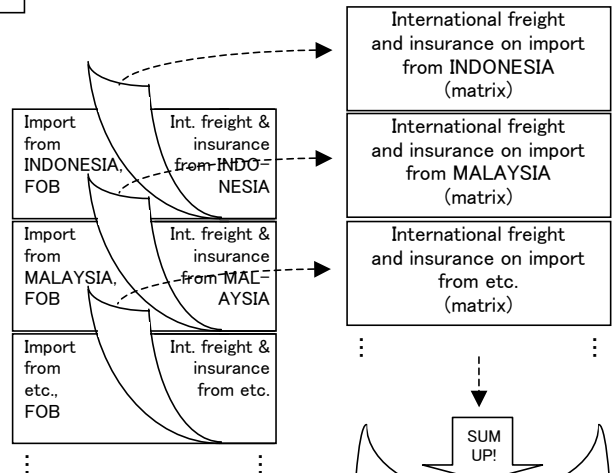 International freight
and insurance on import
from INDONESIA
(matrix)
International freight
and insurance on import
from MALAYSIA
(matrix)
International freight
and insurance on import
from etc.
(matrix)
Import
from
INDONESIA,
FOB
Int. freight &
insurance
from INDO-
NESIA
Import
from
MALAYSIA,
FOB
Int. freight &
insurance
from MAL-
AYSIA
Import
from
etc.,
FOB
Int. freight &
insurance
from etc.
SUM
UP!